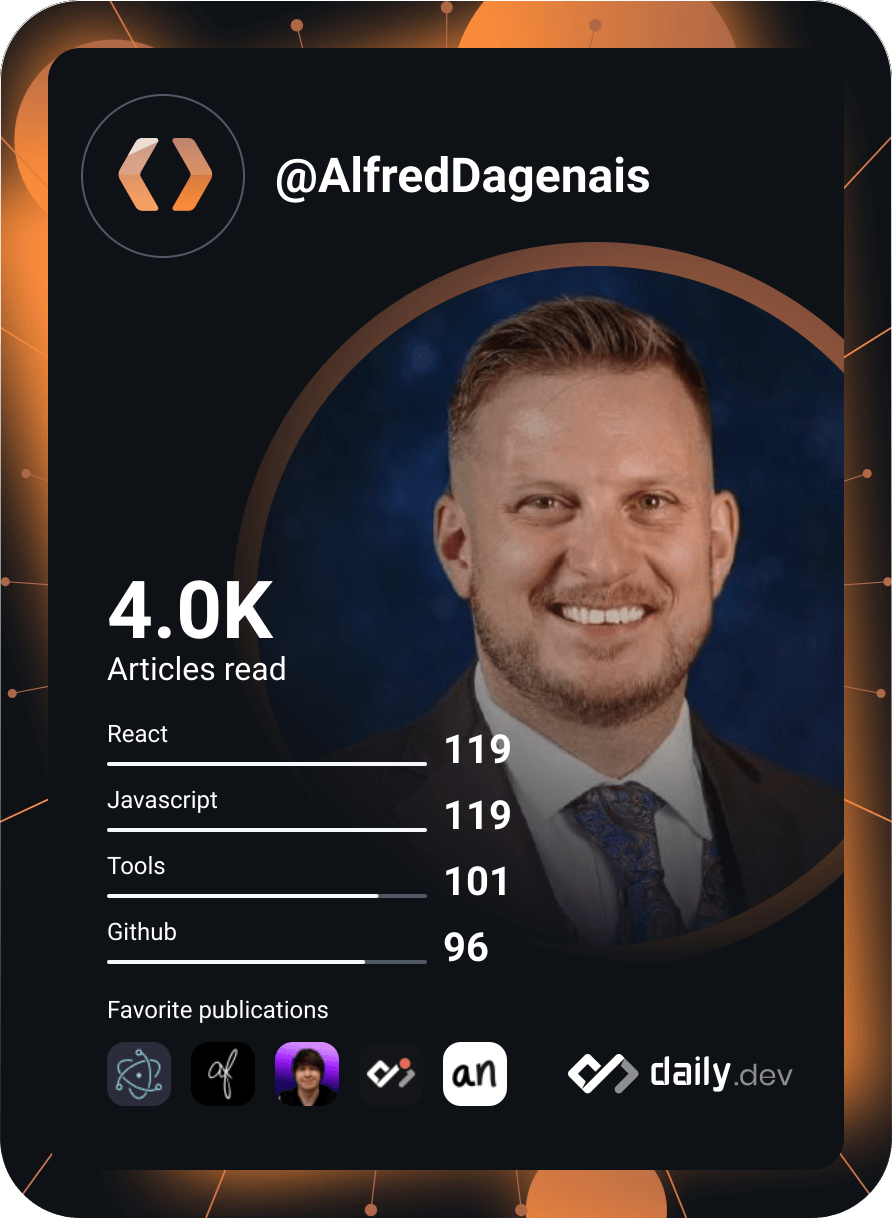 @AlfredDagenais
4.0K
Articles read
React
119
Javascript
119
Tools
101
Github
96
Favorite publications
af
an
daily.dev